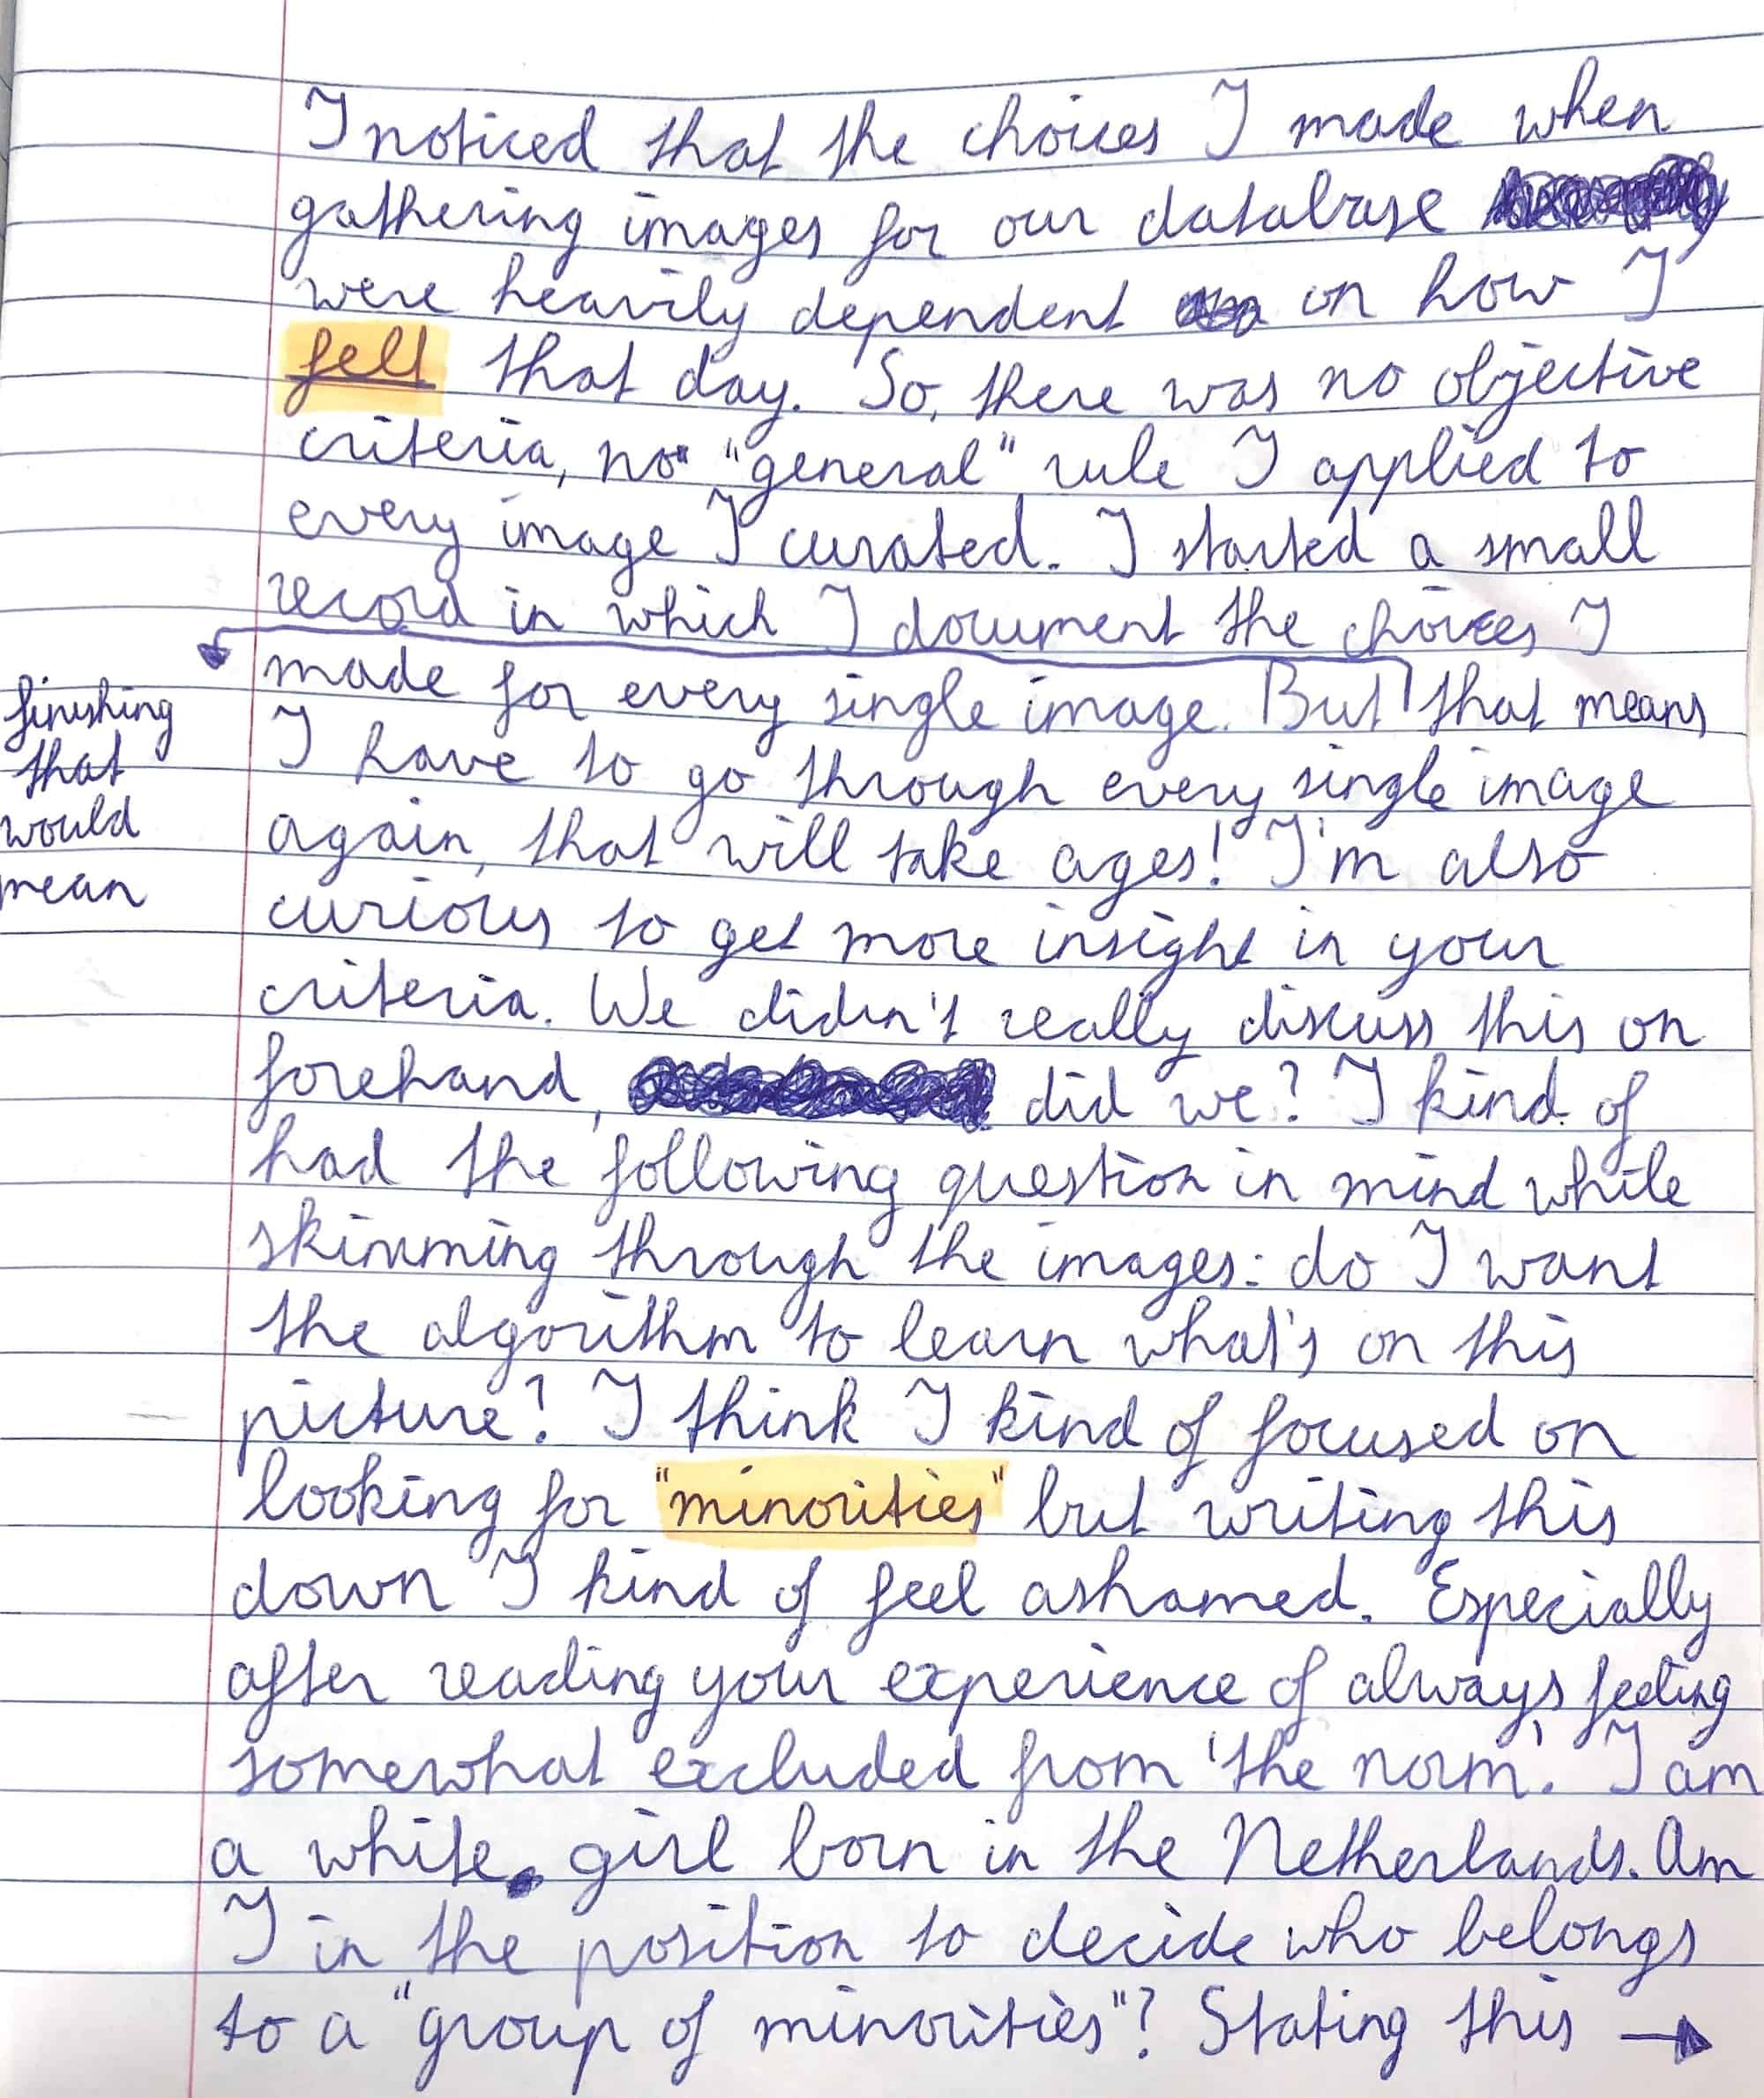 I noticed that the choices I made when
gathering images for our database
were heavily dependent on how I
felt that day. So, there was no objective
criteria, no "general" rule I applied to
every image I curated. I started a small
record in which I document the choices I
made for every single image. But that means
finishing
that
would
mean
I have to go through every single image
again, that will take ages! I'm also
curious to get more insight in your
criteria. We didn't really discuss this on
forehand, did we? I kind of
had the following question in mind while
skimming through the images: do I want
the algorithm to learn what's on this
picture? I think I kind of focused on
looking for "minorities" but writing this
down I kind of feel ashamed. Especially
after reading your experience of always feeling
somewhat excluded from 'the norm'. I am
a white girl born in the Netherlands. Am
I in the position to decide who belongs
to a "group of minorities"? Stating this →